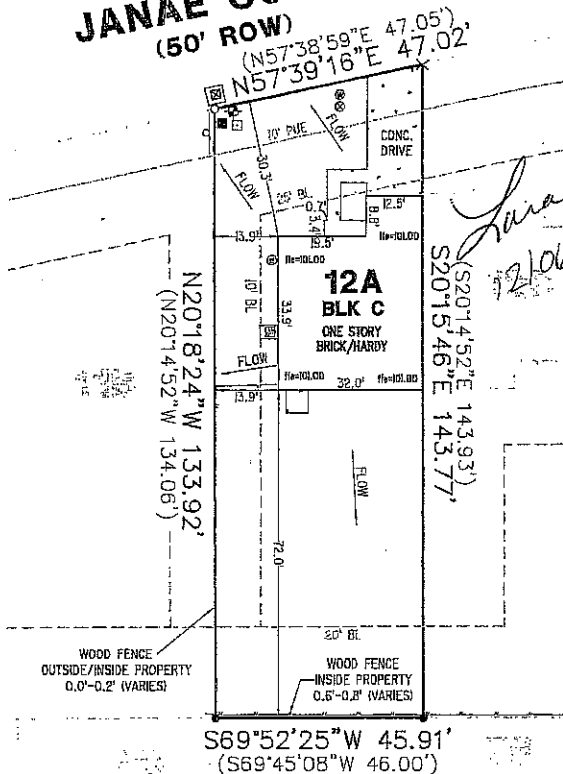 JANAE
(50' ROW)
(N57°38'59"E 47.05')
N57°39'16"E 47.02'
10' PUE
FLOW
CONC.
DRIVE
30.3'
FLOW
25' BL
0.7'
3.4'
8.8'
12.5'
13.9'
19.5'
ffe=101.00
ffe=101.00
12A
BLK C
ONE STORY
BRICK/HARDY
10' BL
33.9'
FLOW
ffe=101.00
ffe=101.00
13.9'
32.0'
N20°18'24"W 133.92'
(N20°14'52"W 134.06')
(S20°14'52"E 143.93')
S20°15'46"E 143.77'
FLOW
72.0'
20' BL
WOOD FENCE
OUTSIDE/INSIDE PROPERTY
0.0'-0.2' (VARIES)
WOOD FENCE
INSIDE PROPERTY
0.6'-0.8' (VARIES)
S69°52'25"W 45.91'
(S69°45'08"W 46.00')